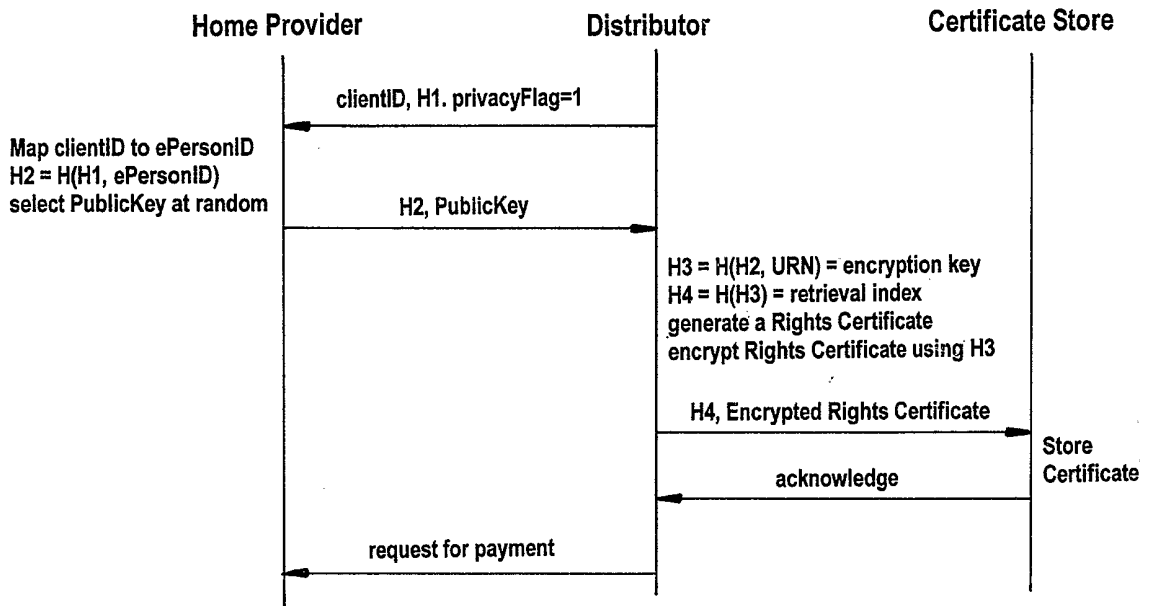 Home Provider
Distributor
Certificate Store
clientID, H1. privacyFlag=1
Map clientID to ePersonID
H2 = H(H1, ePersonID)
select PublicKey at random
H2, PublicKey
H3 = H(H2, URN) = encryption key
H4 = H(H3) = retrieval index
generate a Rights Certificate
encrypt Rights Certificate using H3
H4, Encrypted Rights Certificate
Store
Certificate
acknowledge
request for payment